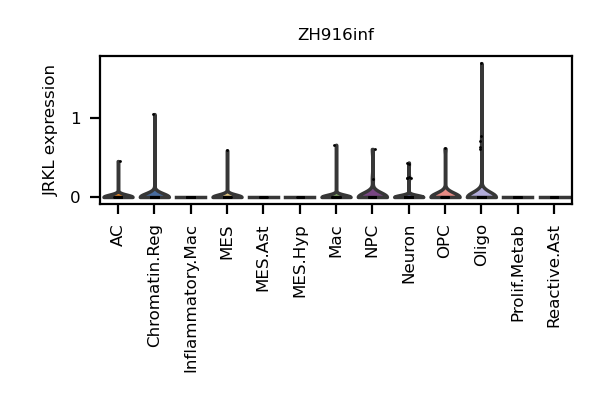 ZH916inf
JRKL expression
1
0
AC
Chromatin.Reg
Inflammatory.Mac
MES
MES.Ast
MES.Hyp
Mac
NPC
Neuron
OPC
Oligo
Prolif.Metab
Reactive.Ast